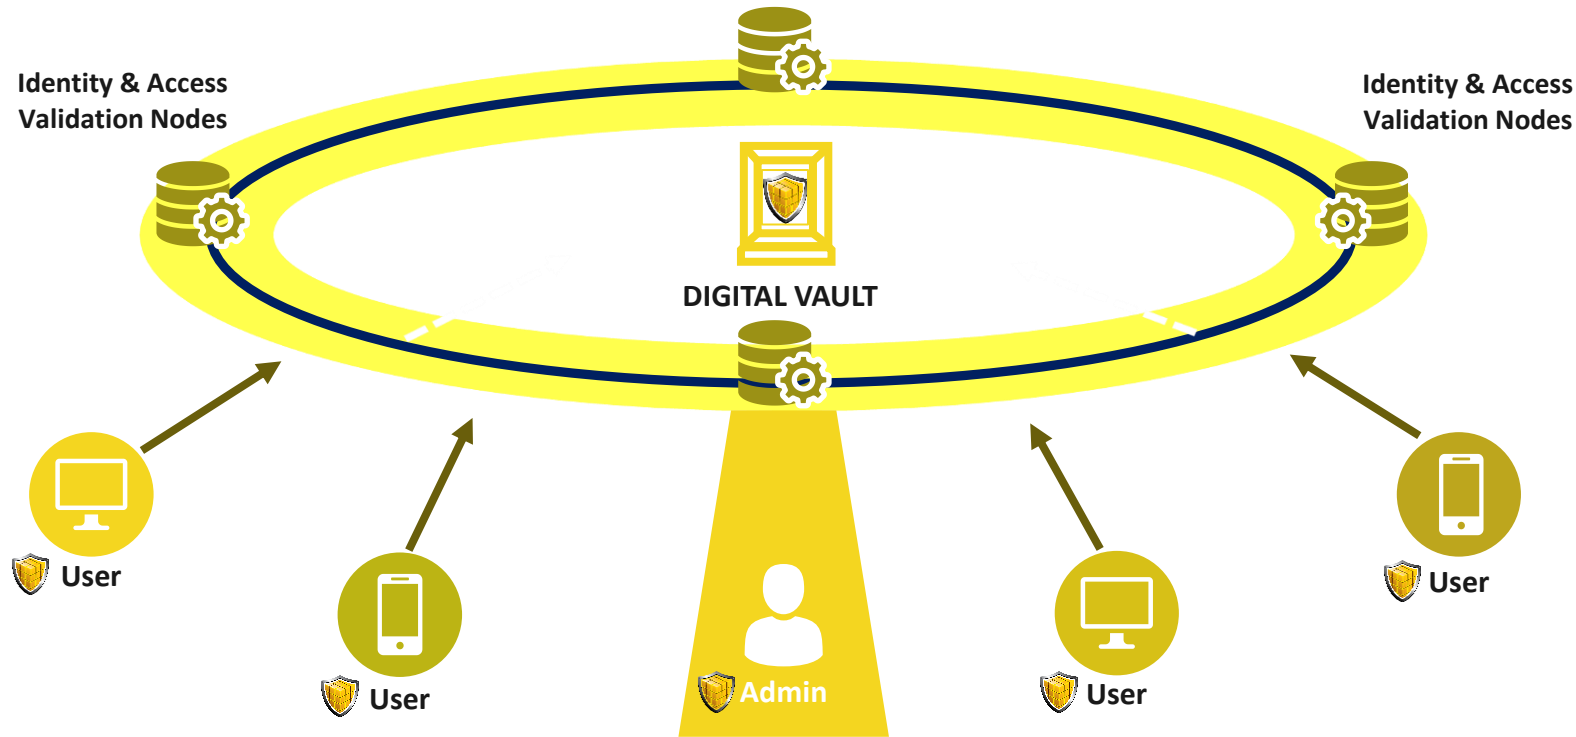 Identity & Access
Validation Nodes
Identity & Access
Validation Nodes
DIGITAL VAULT
User
User
User
User
Admin